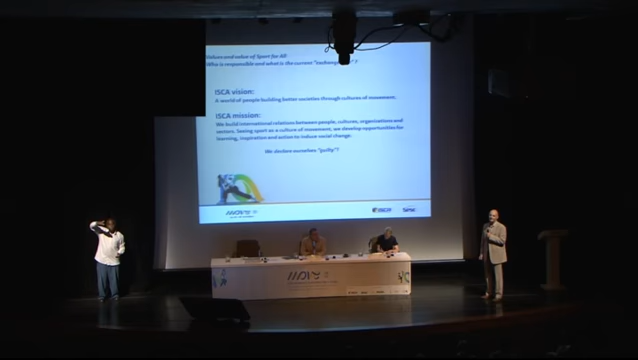 Values and value of Sport for All
Who is responsible and what is the current
ISCA vision:
A world of people building better societies through cultures of movement.
ISCA mission:
We build international relations between people, cultures, organisations and
sectors. Seeing sport as a culture of movement, we develop opportunities for
learning, inspiration and action to induce social change.
We declare ourselves "guilty"?
MOVE
ISCA
sesc
MOVE